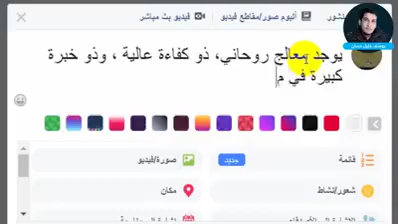 منشور
ألبوم صور/مقاطع فيديو
فيديو بث مباشر
يوجد معالج روحاني، ذو كفاءة عالية ، وذو خبرة
كبيرة في م
قائمة
جديد
صورة/فيديو
شعور/نشاط
مكان